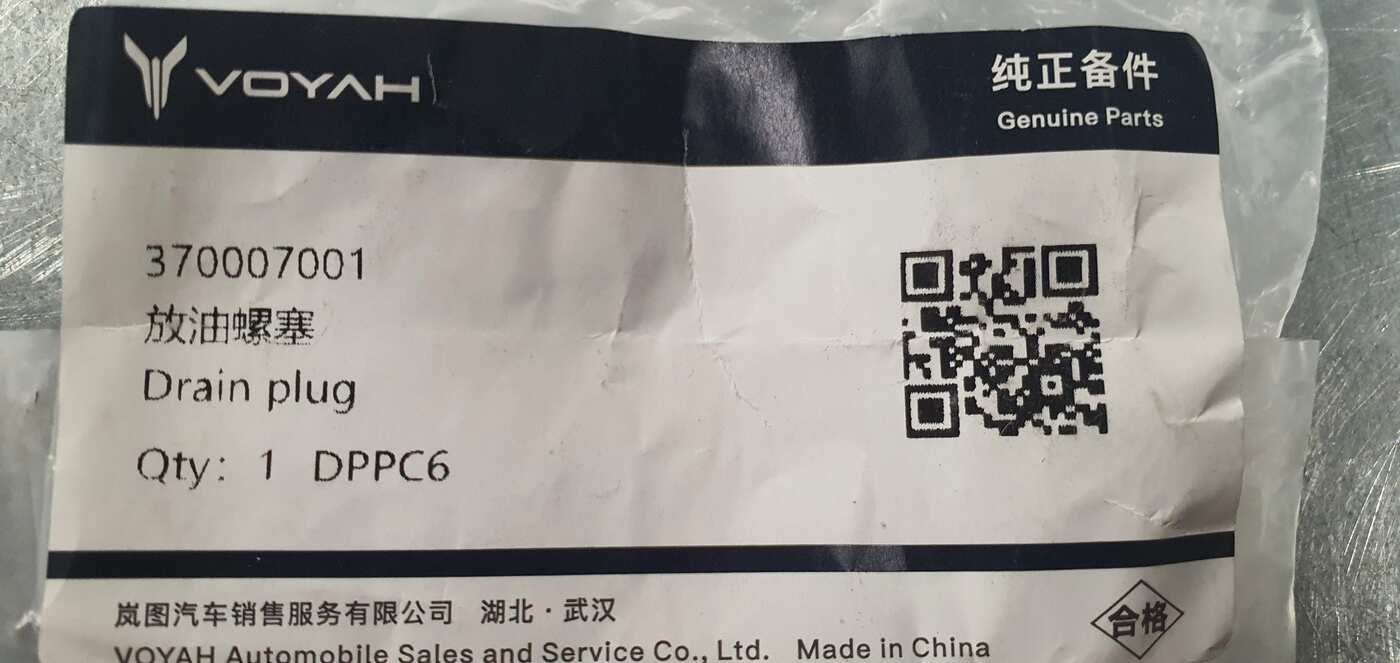 VOYAH
纯正备件
Genuine Parts
370007001
放油螺塞
Drain plug
Qty: 1 DPPC6
岚图汽车销售服务有限公司 湖北·武汉
合格
VOYAH Automobile Sales and Service Co., Ltd. Made in China